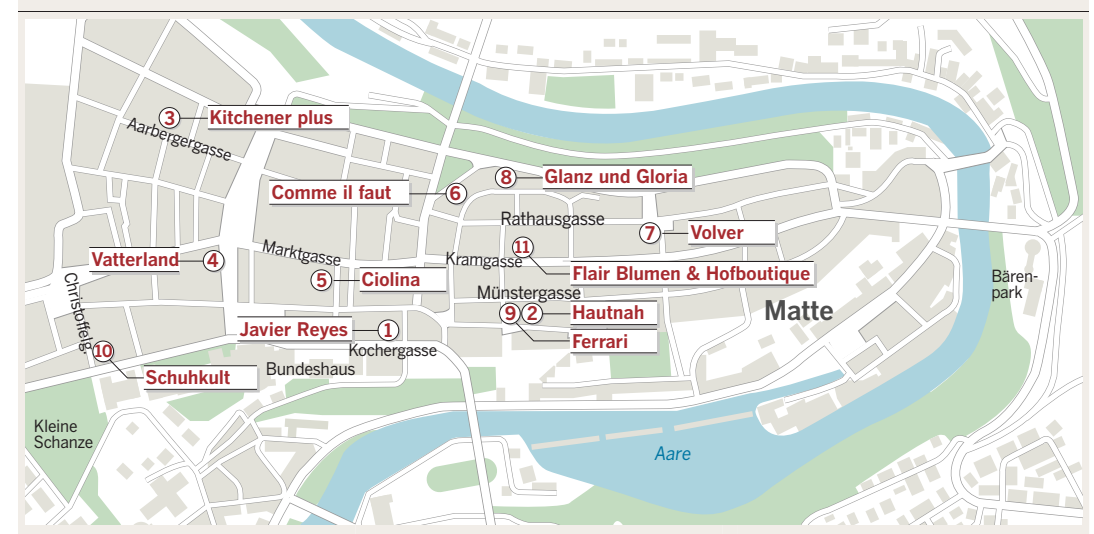 3 Kitchener plus
Aarbergergasse
8 Glanz und Gloria
Comme il faut 6
Rathausgasse
7 Volver
11
Marktgasse
Vatterland 4
Kramgasse
Flair Blumen & Hofboutique
5 Ciolina
Christoffelg.
Bären-
park
Münstergasse
9 2 Hautnah
Matte
Javier Reyes 1
Ferrari
Kochergasse
10
Bundeshaus
Schuhkult
Kleine
Schanze
Aare